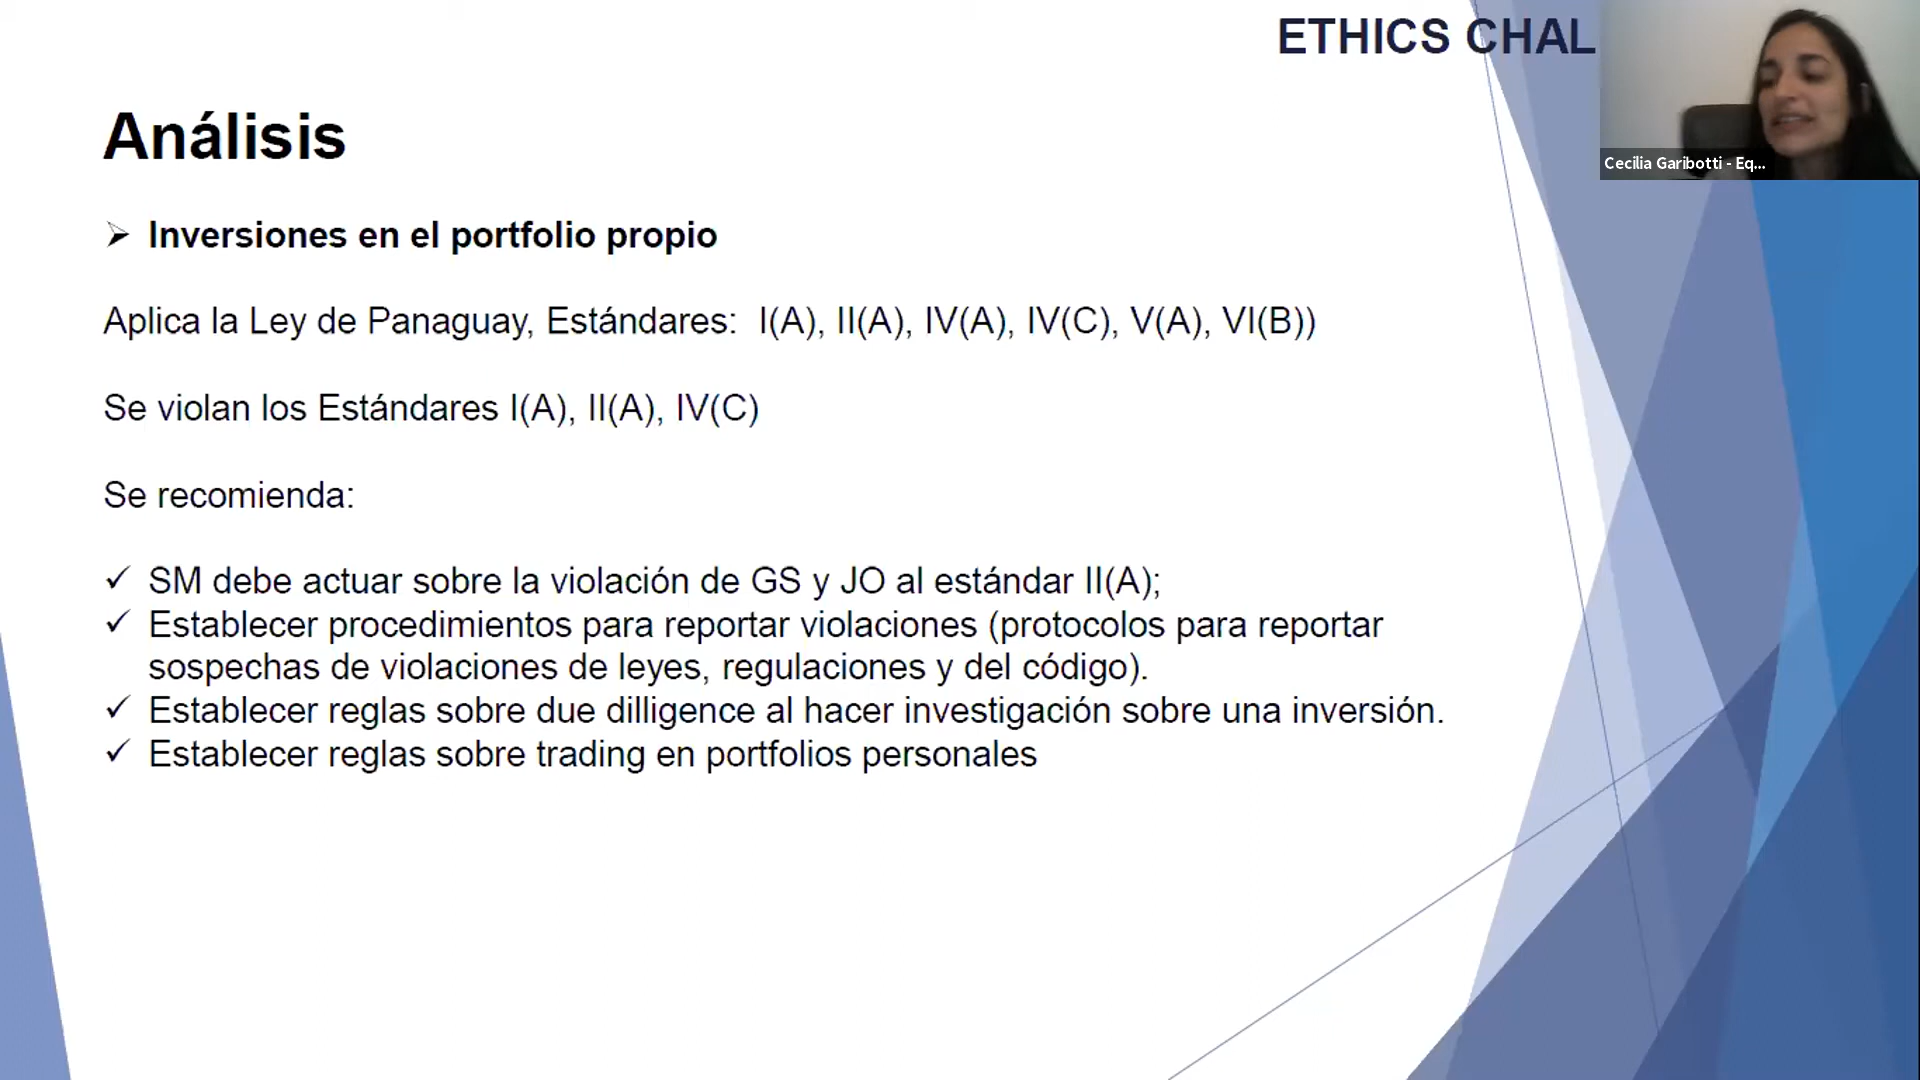 ETHICS CHAL
Cecilia Garibotti - Eq...
Análisis
Inversiones en el portfolio propio
Aplica la Ley de Panaguay, Estándares: I(A), II(A), IV(A), IV(C), V(A), VI(B))
Se violan los Estándares I(A), II(A), IV(C)
Se recomienda:
SM debe actuar sobre la violación de GS y JO al estándar II(A);
Establecer procedimientos para reportar violaciones (protocolos para reportar
sospechas de violaciones de leyes, regulaciones y del código).
Establecer reglas sobre due dilligence al hacer investigación sobre una inversión.
Establecer reglas sobre trading en portfolios personales